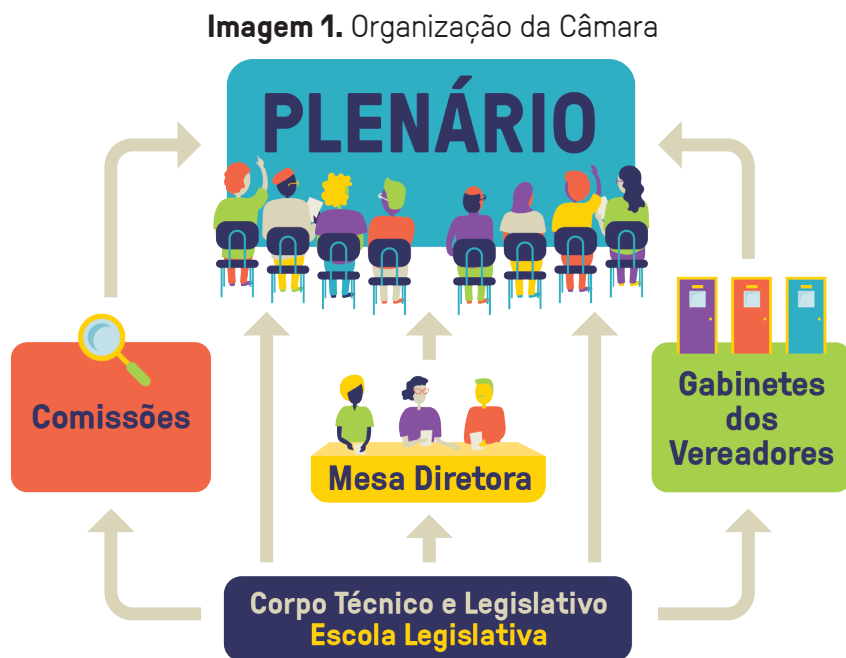 Imagem 1. Organização da Câmara
PLENÁRIO
Comissões
Mesa Diretora
Gabinetes
dos
Vereadores
Corpo Técnico e Legislativo
Escola Legislativa